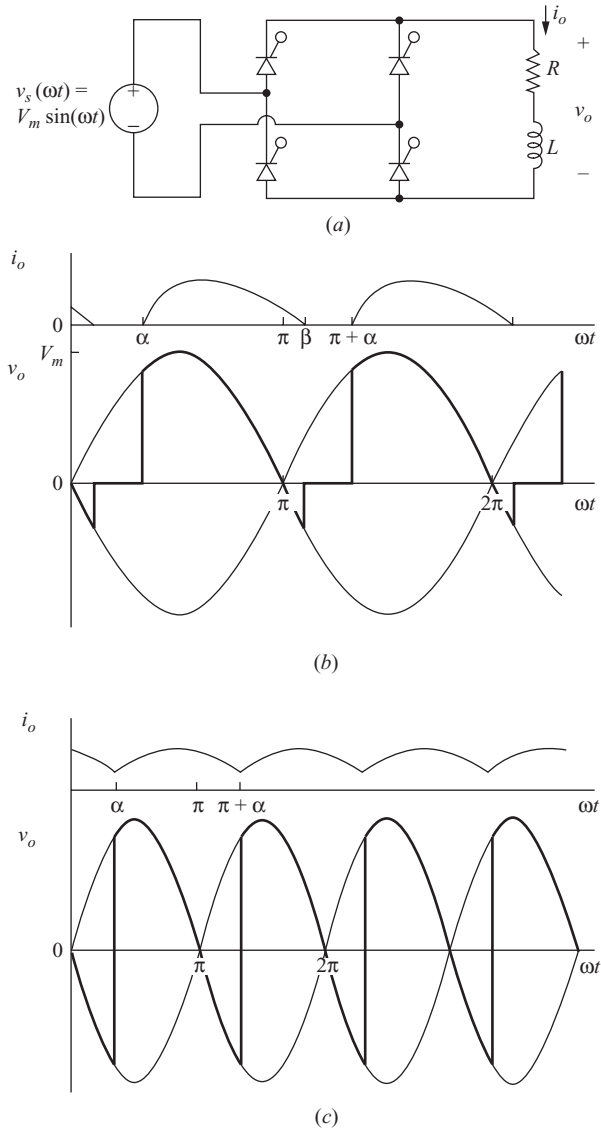 i_o
v_s (ωt) =
V_m sin(ωt)
+
−
+
R
v_o
L
−
(a)
i_o
0
α
π
β
π + α
ωt
V_m
v_o
0
π
2π
ωt
(b)
i_o
α
π
π + α
ωt
v_o
0
π
2π
ωt
(c)